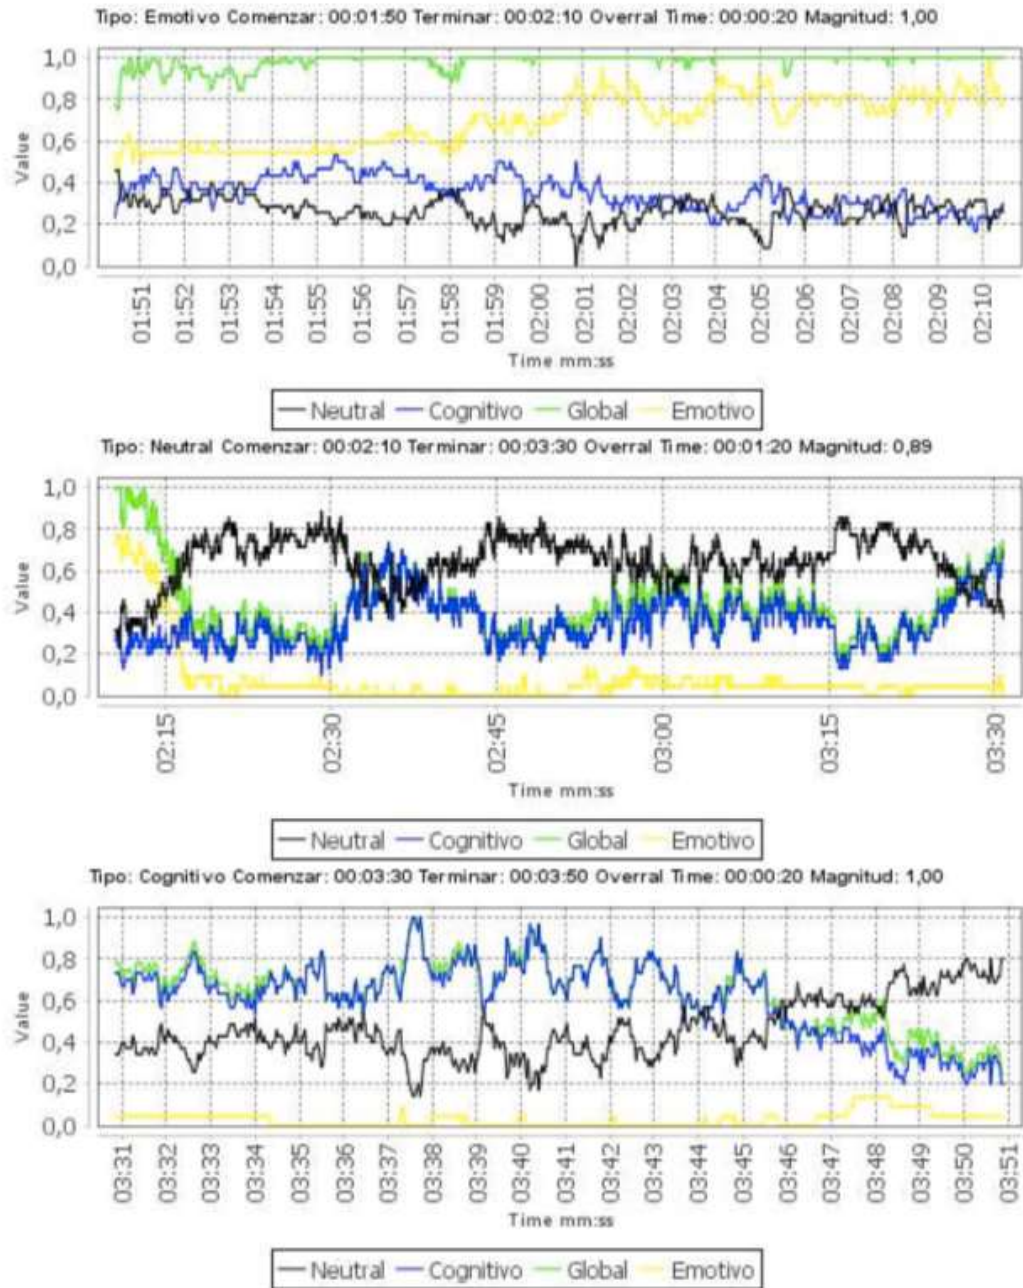 Tipo: Emotivo Comenzar: 00:01:50 Terminar: 00:02:10 Overral Time: 00:00:20 Magnitud: 1,00
1,0
0,8
0,6
0,4
0,2
0,0
Value
01:51 01:52 01:53 01:54 01:55 01:56 01:57 01:58 01:59 02:00 02:01 02:02 02:03 02:04 02:05 02:06 02:07 02:08 02:09 02:10
Time mm:ss
Neutral Cognitivo Global Emotivo
Tipo: Neutral Comenzar: 00:02:10 Terminar: 00:03:30 Overral Time: 00:01:20 Magnitud: 0,89
1,0
0,8
0,6
0,4
0,2
0,0
Value
02:15 02:30 02:45 03:00 03:15 03:30
Time mm:ss
Neutral Cognitivo Global Emotivo
Tipo: Cognitivo Comenzar: 00:03:30 Terminar: 00:03:50 Overral Time: 00:00:20 Magnitud: 1,00
1,0
0,8
0,6
0,4
0,2
0,0
Value
03:31 03:32 03:33 03:34 03:35 03:36 03:37 03:38 03:39 03:40 03:41 03:42 03:43 03:44 03:45 03:46 03:47 03:48 03:49 03:50 03:51
Time mm:ss
Neutral Cognitivo Global Emotivo